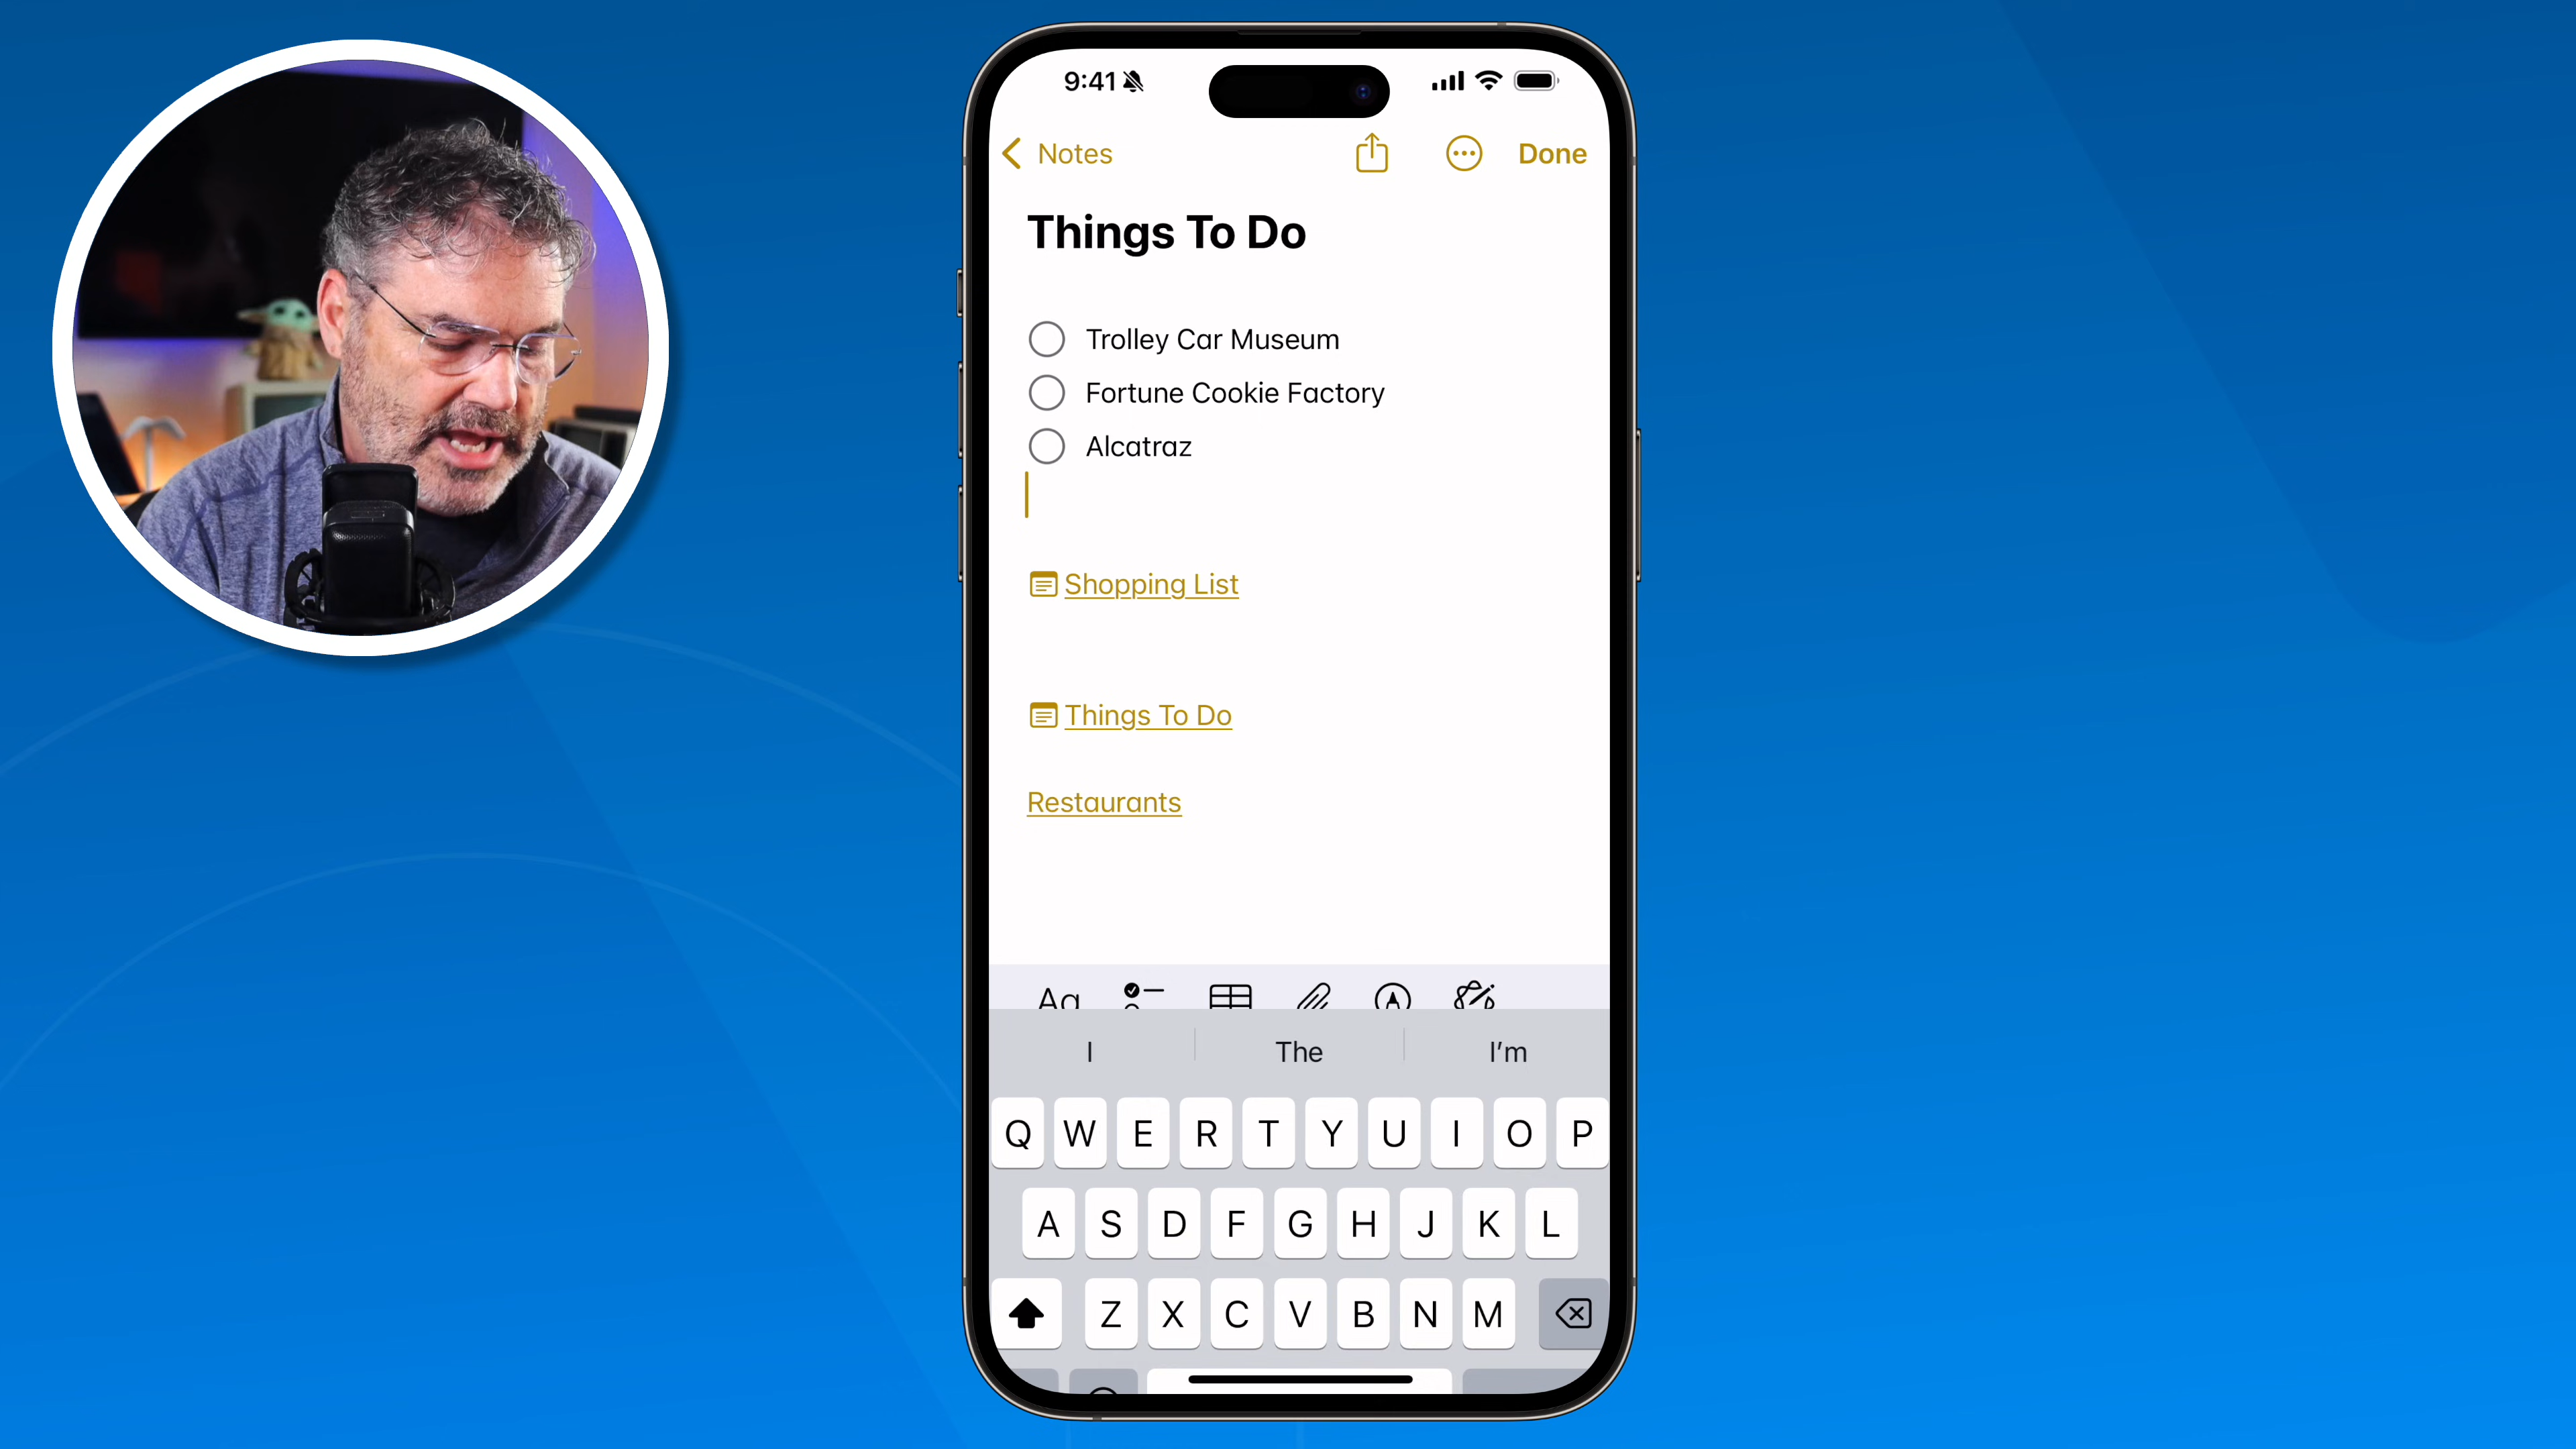 9:41
Notes
Done
Things To Do
Trolley Car Museum
Fortune Cookie Factory
Alcatraz
Shopping List
Things To Do
Restaurants
Aa
I
The
I'm
Q W E R T Y U I O P
A S D F G H J K L
Z X C V B N M